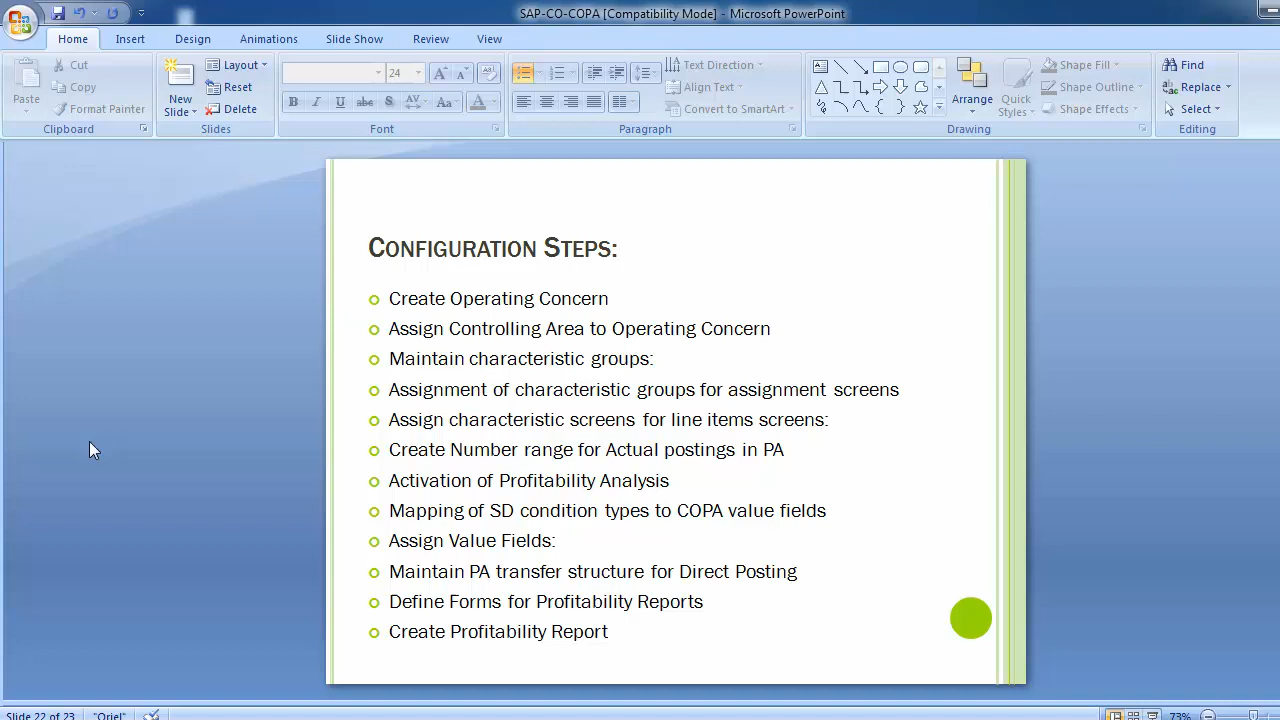 SAP-CO-COPA [Compatibility Mode] - Microsoft PowerPoint
Home Insert Design Animations Slide Show Review View
Paste
Cut
Copy
Format Painter
Clipboard
New Slide
Layout
Reset
Delete
Slides
24
A A
B I U abc S AV Aa A
Font
Text Direction
Align Text
Convert to SmartArt
Paragraph
Arrange
Quick Styles
Shape Fill
Shape Outline
Shape Effects
Drawing
Find
Replace
Select
Editing
CONFIGURATION STEPS:
Create Operating Concern
Assign Controlling Area to Operating Concern
Maintain characteristic groups:
Assignment of characteristic groups for assignment screens
Assign characteristic screens for line items screens:
Create Number range for Actual postings in PA
Activation of Profitability Analysis
Mapping of SD condition types to COPA value fields
Assign Value Fields:
Maintain PA transfer structure for Direct Posting
Define Forms for Profitability Reports
Create Profitability Report
Slide 22 of 23 "Oriel" 73%